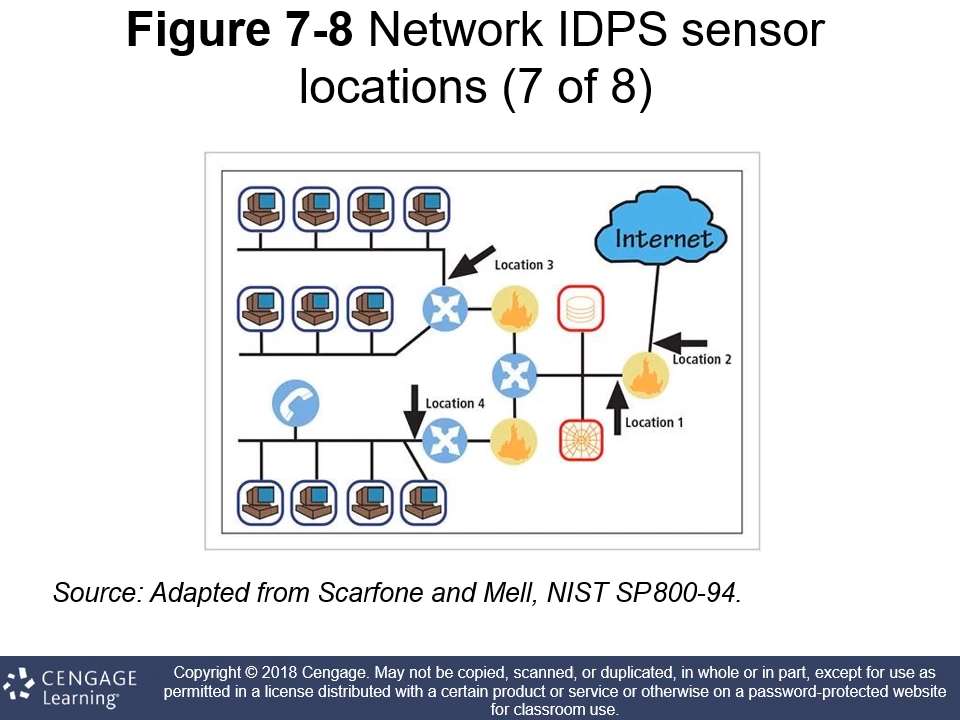 Figure 7-8 Network IDPS sensor
locations (7 of 8)
Internet
Location 3
Location 2
Location 4
Location 1
Source: Adapted from Scarfone and Mell, NIST SP800-94.
CENGAGE
Learning®
Copyright © 2018 Cengage. May not be copied, scanned, or duplicated, in whole or in part, except for use as
permitted in a license distributed with a certain product or service or otherwise on a password-protected website
for classroom use.